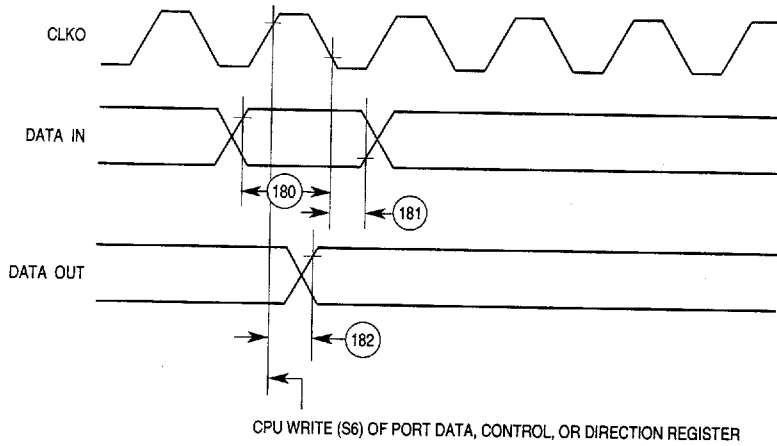 CLKO
DATA IN
180
181
DATA OUT
182
CPU WRITE (S6) OF PORT DATA, CONTROL, OR DIRECTION REGISTER